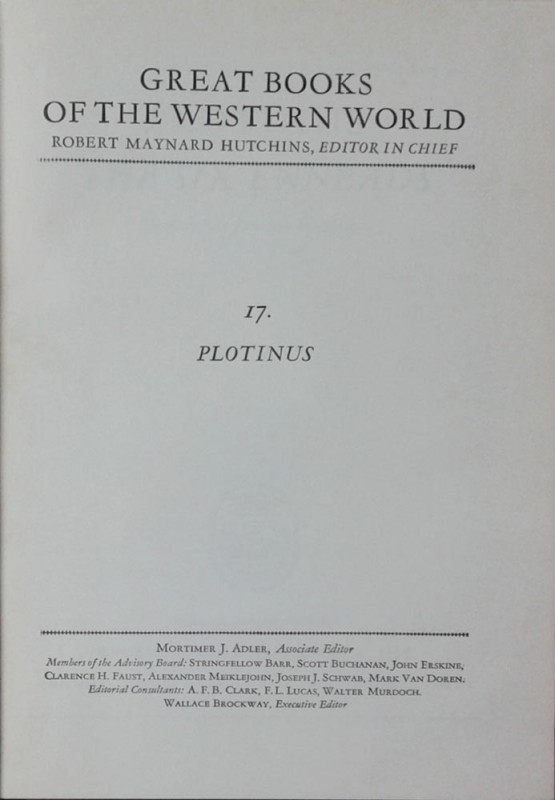 GREAT BOOKS
OF THE WESTERN WORLD
ROBERT MAYNARD HUTCHINS, EDITOR IN CHIEF
17.
PLOTINUS
MORTIMER J. ADLER, Associate Editor
Members of the Advisory Board: STRINGFELLOW BARR, SCOTT BUCHANAN, JOHN ERSKINE,
CLARENCE H. FAUST, ALEXANDER MEIKLEJOHN, JOSEPH J. SCHWAB, MARK VAN DOREN.
Editorial Consultants: A. F. B. CLARK, F. L. LUCAS, WALTER MURDOCH.
WALLACE BROCKWAY, Executive Editor